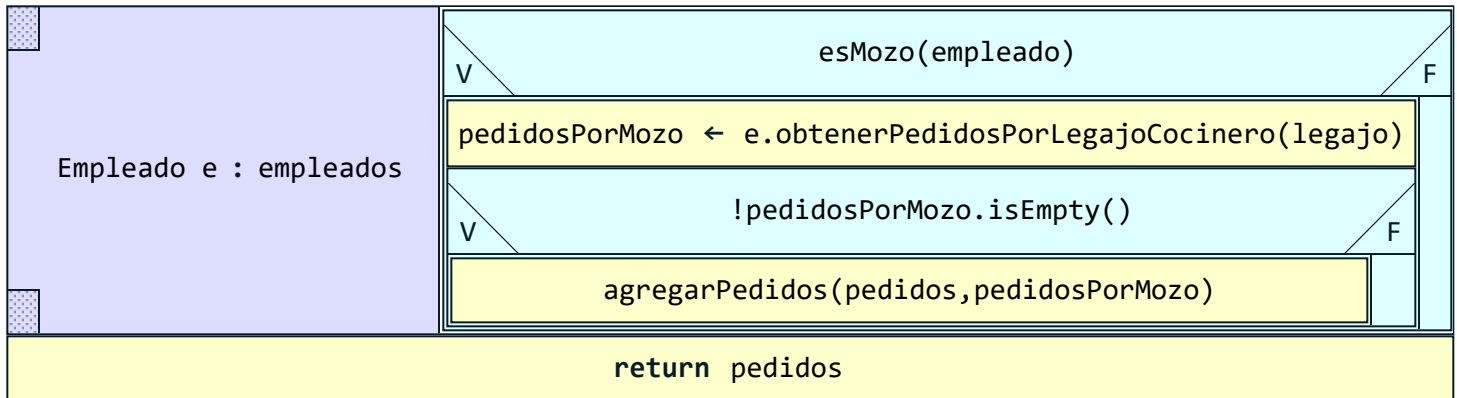 esMozo(empleado)
V
F
pedidosPorMozo ← e.obtenerPedidosPorLegajoCocinero(legajo)
Empleado e : empleados
!pedidosPorMozo.isEmpty()
V
F
agregarPedidos(pedidos,pedidosPorMozo)
return pedidos